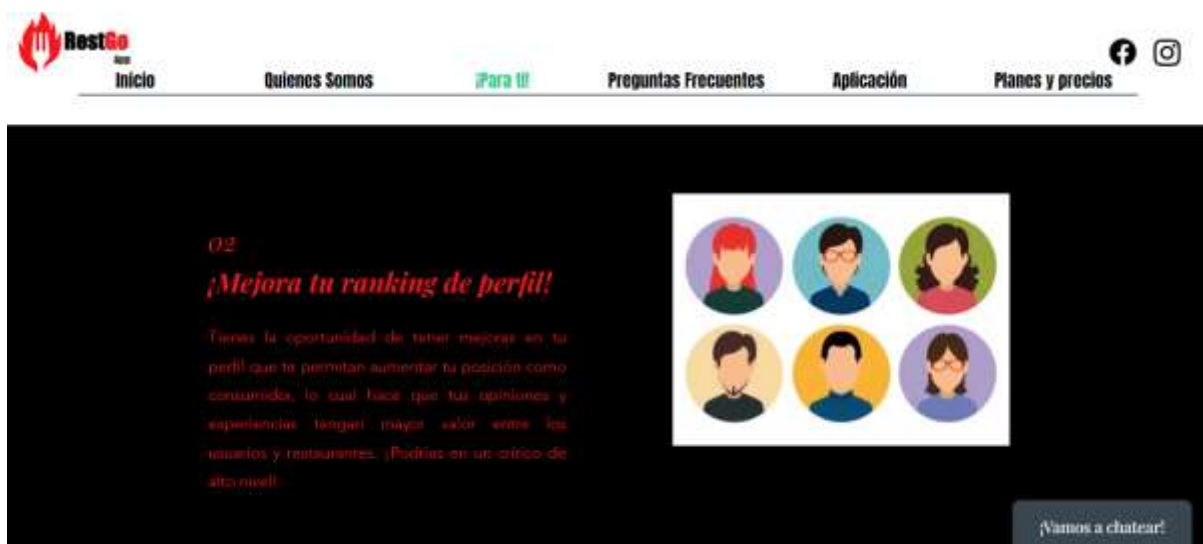 RestGo
App
Inicio Quienes Somos ¡Para ti! Preguntas Frecuentes Aplicación Planes y precios
02
¡Mejora tu ranking de perfil!
Tienes la oportunidad de tener mejoras en tu
perfil que te permitan aumentar tu posición como
consumidor, lo cual hace que tus opiniones y
experiencias tengan mayor valor entre los
usuarios y restaurantes. ¡Podrías en un crítico de
alto nivel!
¡Vamos a chatear!